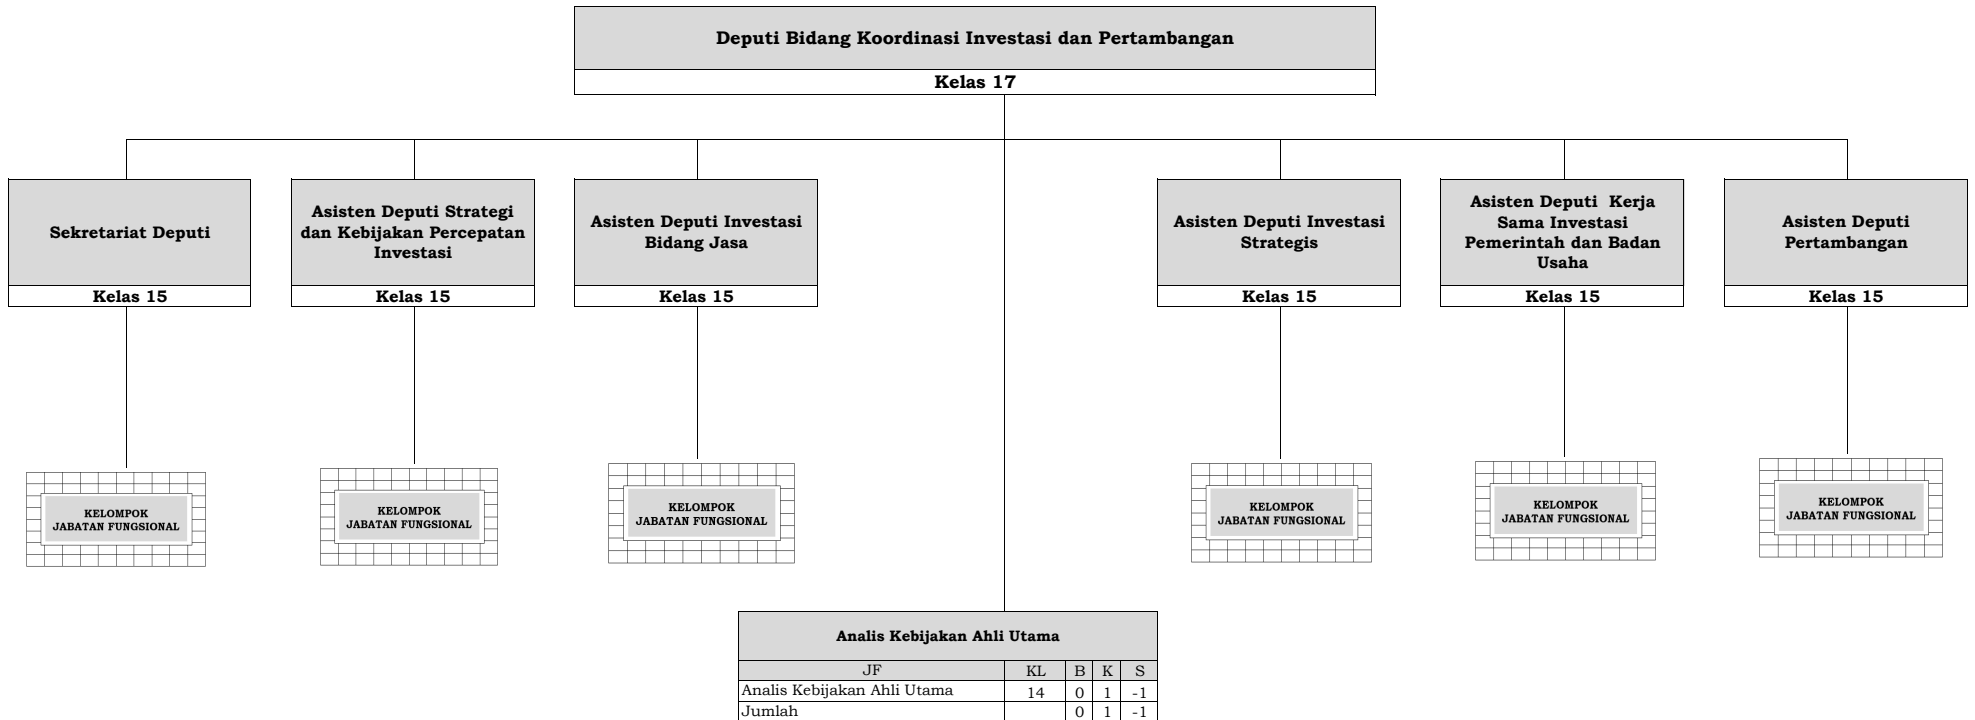 Deputi Bidang Koordinasi Investasi dan Pertambangan
Kelas 17
Sekretariat Deputi
Kelas 15
Asisten Deputi Strategi
dan Kebijakan Percepatan
Investasi
Kelas 15
Asisten Deputi Investasi
Bidang Jasa
Kelas 15
Asisten Deputi Investasi
Strategis
Kelas 15
Asisten Deputi  Kerja
Sama Investasi
Pemerintah dan Badan
Usaha
Kelas 15
Asisten Deputi
Pertambangan
Kelas 15
KELOMPOK
JABATAN FUNGSIONAL
KELOMPOK
JABATAN FUNGSIONAL
KELOMPOK
JABATAN FUNGSIONAL
KELOMPOK
JABATAN FUNGSIONAL
KELOMPOK
JABATAN FUNGSIONAL
KELOMPOK
JABATAN FUNGSIONAL
Analis Kebijakan Ahli Utama
JF KL B K S
Analis Kebijakan Ahli Utama 14 0 1 -1
Jumlah 0 1 -1